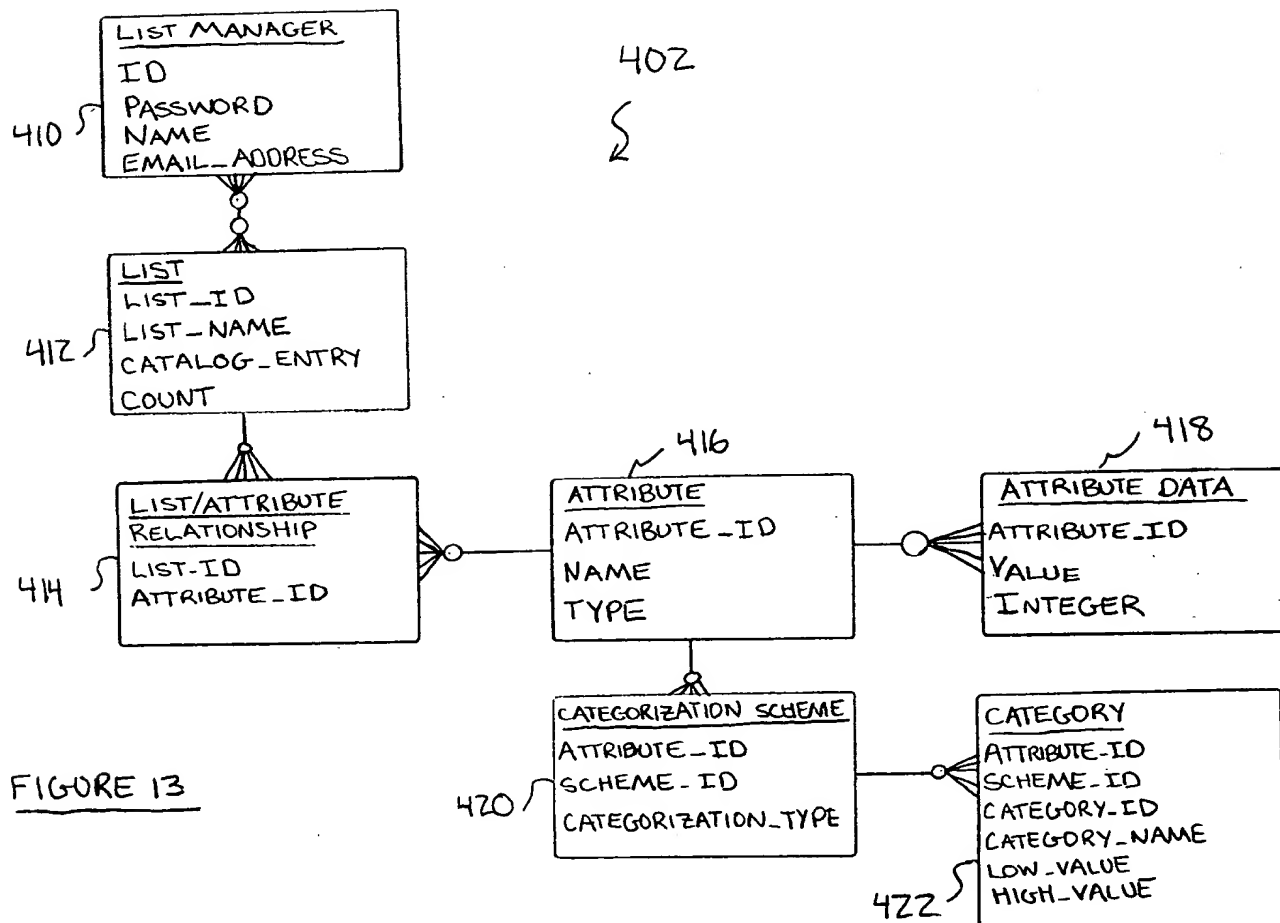 LIST MANAGER
ID
PASSWORD
NAME
EMAIL_ADDRESS
410
402
LIST
LIST_ID
LIST_NAME
CATALOG_ENTRY
COUNT
412
LIST/ATTRIBUTE
RELATIONSHIP
LIST-ID
ATTRIBUTE_ID
414
416
ATTRIBUTE
ATTRIBUTE_ID
NAME
TYPE
418
ATTRIBUTE DATA
ATTRIBUTE_ID
VALUE
INTEGER
CATEGORIZATION SCHEME
ATTRIBUTE_ID
SCHEME_ID
CATEGORIZATION_TYPE
420
CATEGORY
ATTRIBUTE-ID
SCHEME_ID
CATEGORY_ID
CATEGORY_NAME
LOW_VALUE
HIGH_VALUE
422
FIGURE 13